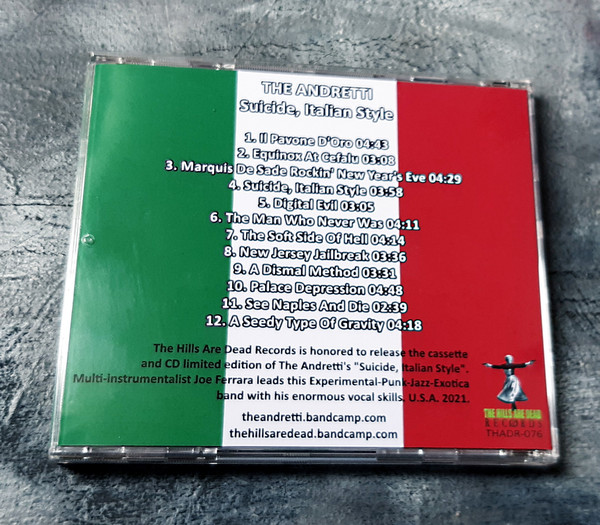 THE ANDRETTI
Suicide, Italian Style
1. Il Pavone D'Oro 04:43
2. Equinox At Cefalu 03:08
3. Marquis De Sade Rockin' New Year's Eve 04:29
4. Suicide, Italian Style 03:58
5. Digital Evil 03:05
6. The Man Who Never Was 04:11
7. The Soft Side Of Hell 04:14
8. New Jersey Jailbreak 03:36
9. A Dismal Method 03:31
10. Palace Depression 04:48
11. See Naples And Die 02:39
12. A Seedy Type Of Gravity 04:18
The Hills Are Dead Records is honored to release the cassette
and CD limited edition of The Andretti's "Suicide, Italian Style".
Multi-instrumentalist Joe Ferrara leads this Experimental-Punk-Jazz-Exotica
band with his enormous vocal skills. U.S.A. 2021.
theandretti.bandcamp.com
thehillsaredead.bandcamp.com
THE HILLS ARE DEAD
RECORDS
THADR-076